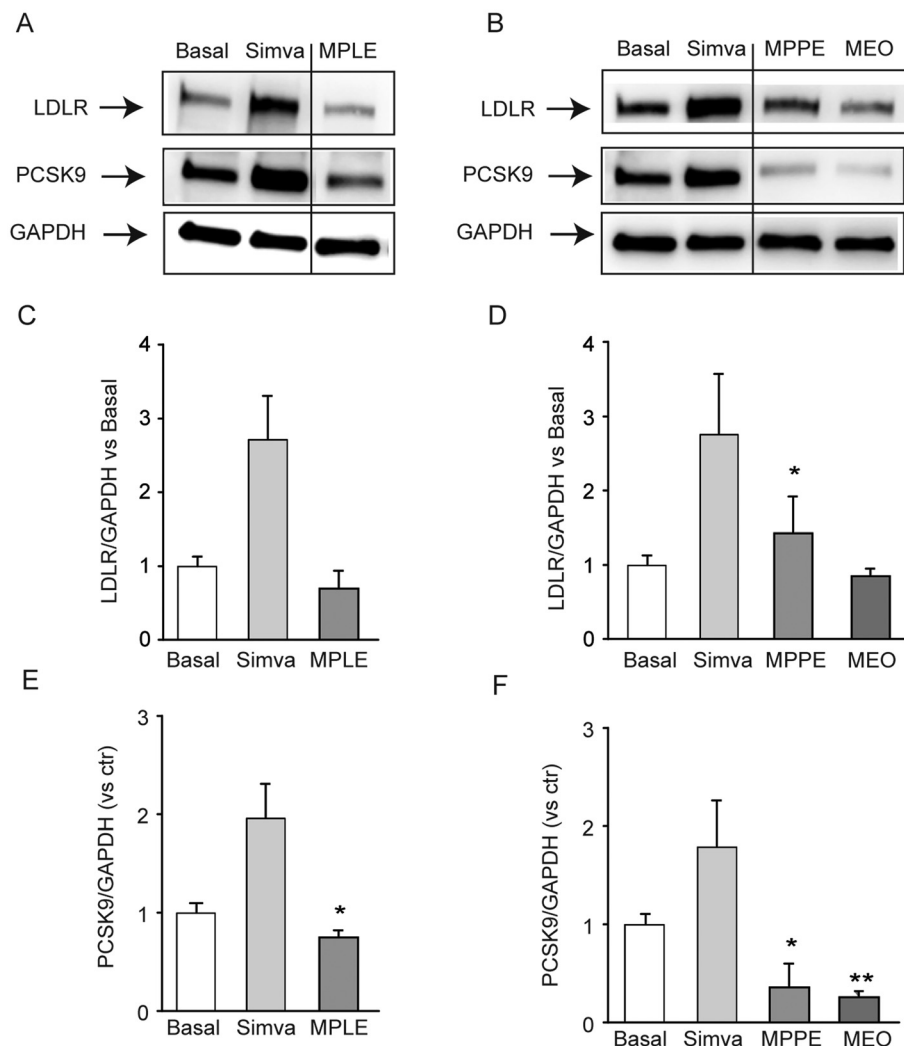 A
Basal Simva MPLE
LDLR
PCSK9
GAPDH
B
Basal Simva MPPE MEO
LDLR
PCSK9
GAPDH
C
LDLR/GAPDH vs Basal
4
3
2
1
0
Basal Simva MPLE
D
LDLR/GAPDH vs Basal
4
3
2
1
0
*
Basal Simva MPPE MEO
E
PCSK9/GAPDH (vs ctr)
3
2
1
0
*
Basal Simva MPLE
F
PCSK9/GAPDH (vs ctr)
3
2
1
0
*
**
Basal Simva MPPE MEO